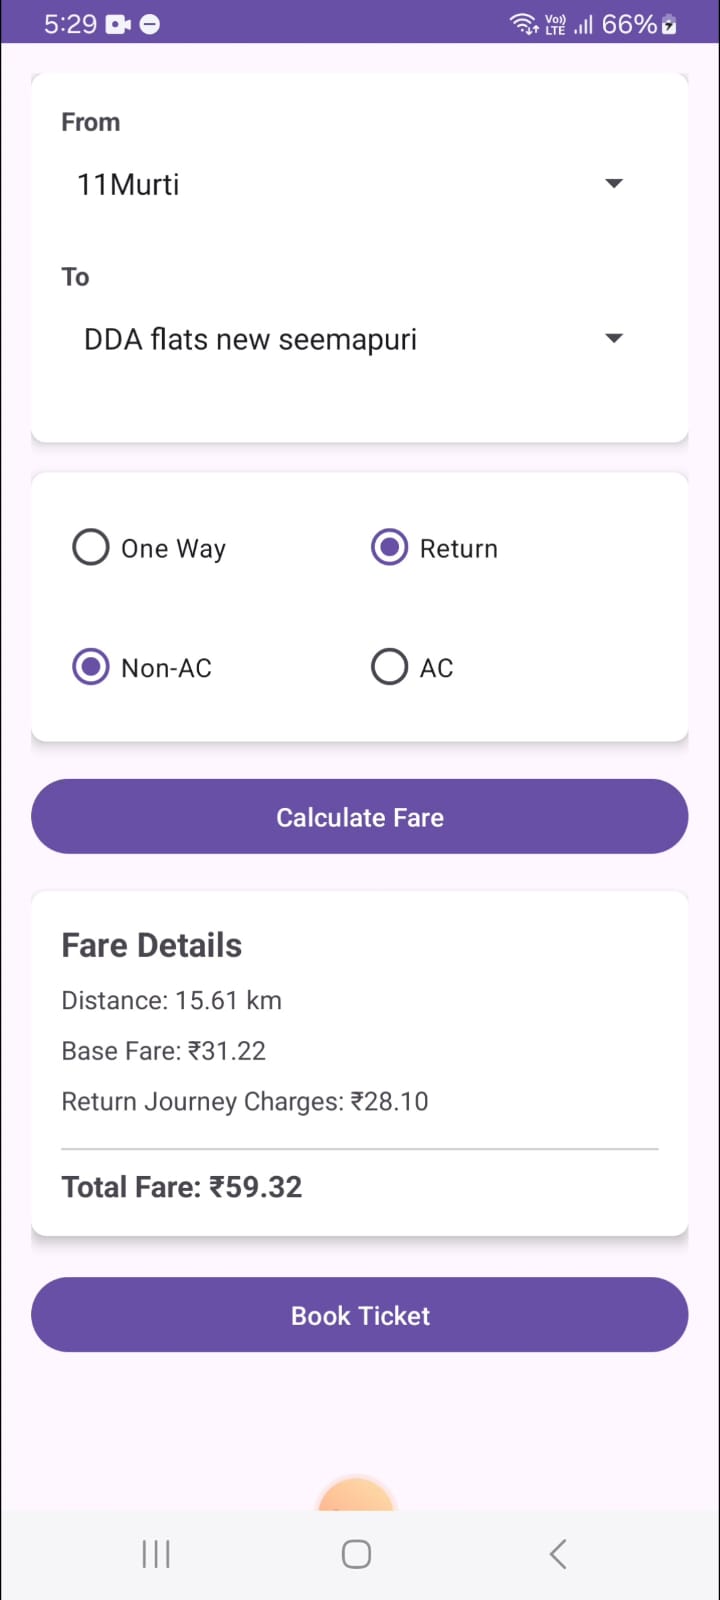 5:29
Vo)) LTE 66%
From
11Murti
To
DDA flats new seemapuri
One Way
Return
Non-AC
AC
Calculate Fare
Fare Details
Distance: 15.61 km
Base Fare: ₹31.22
Return Journey Charges: ₹28.10
Total Fare: ₹59.32
Book Ticket